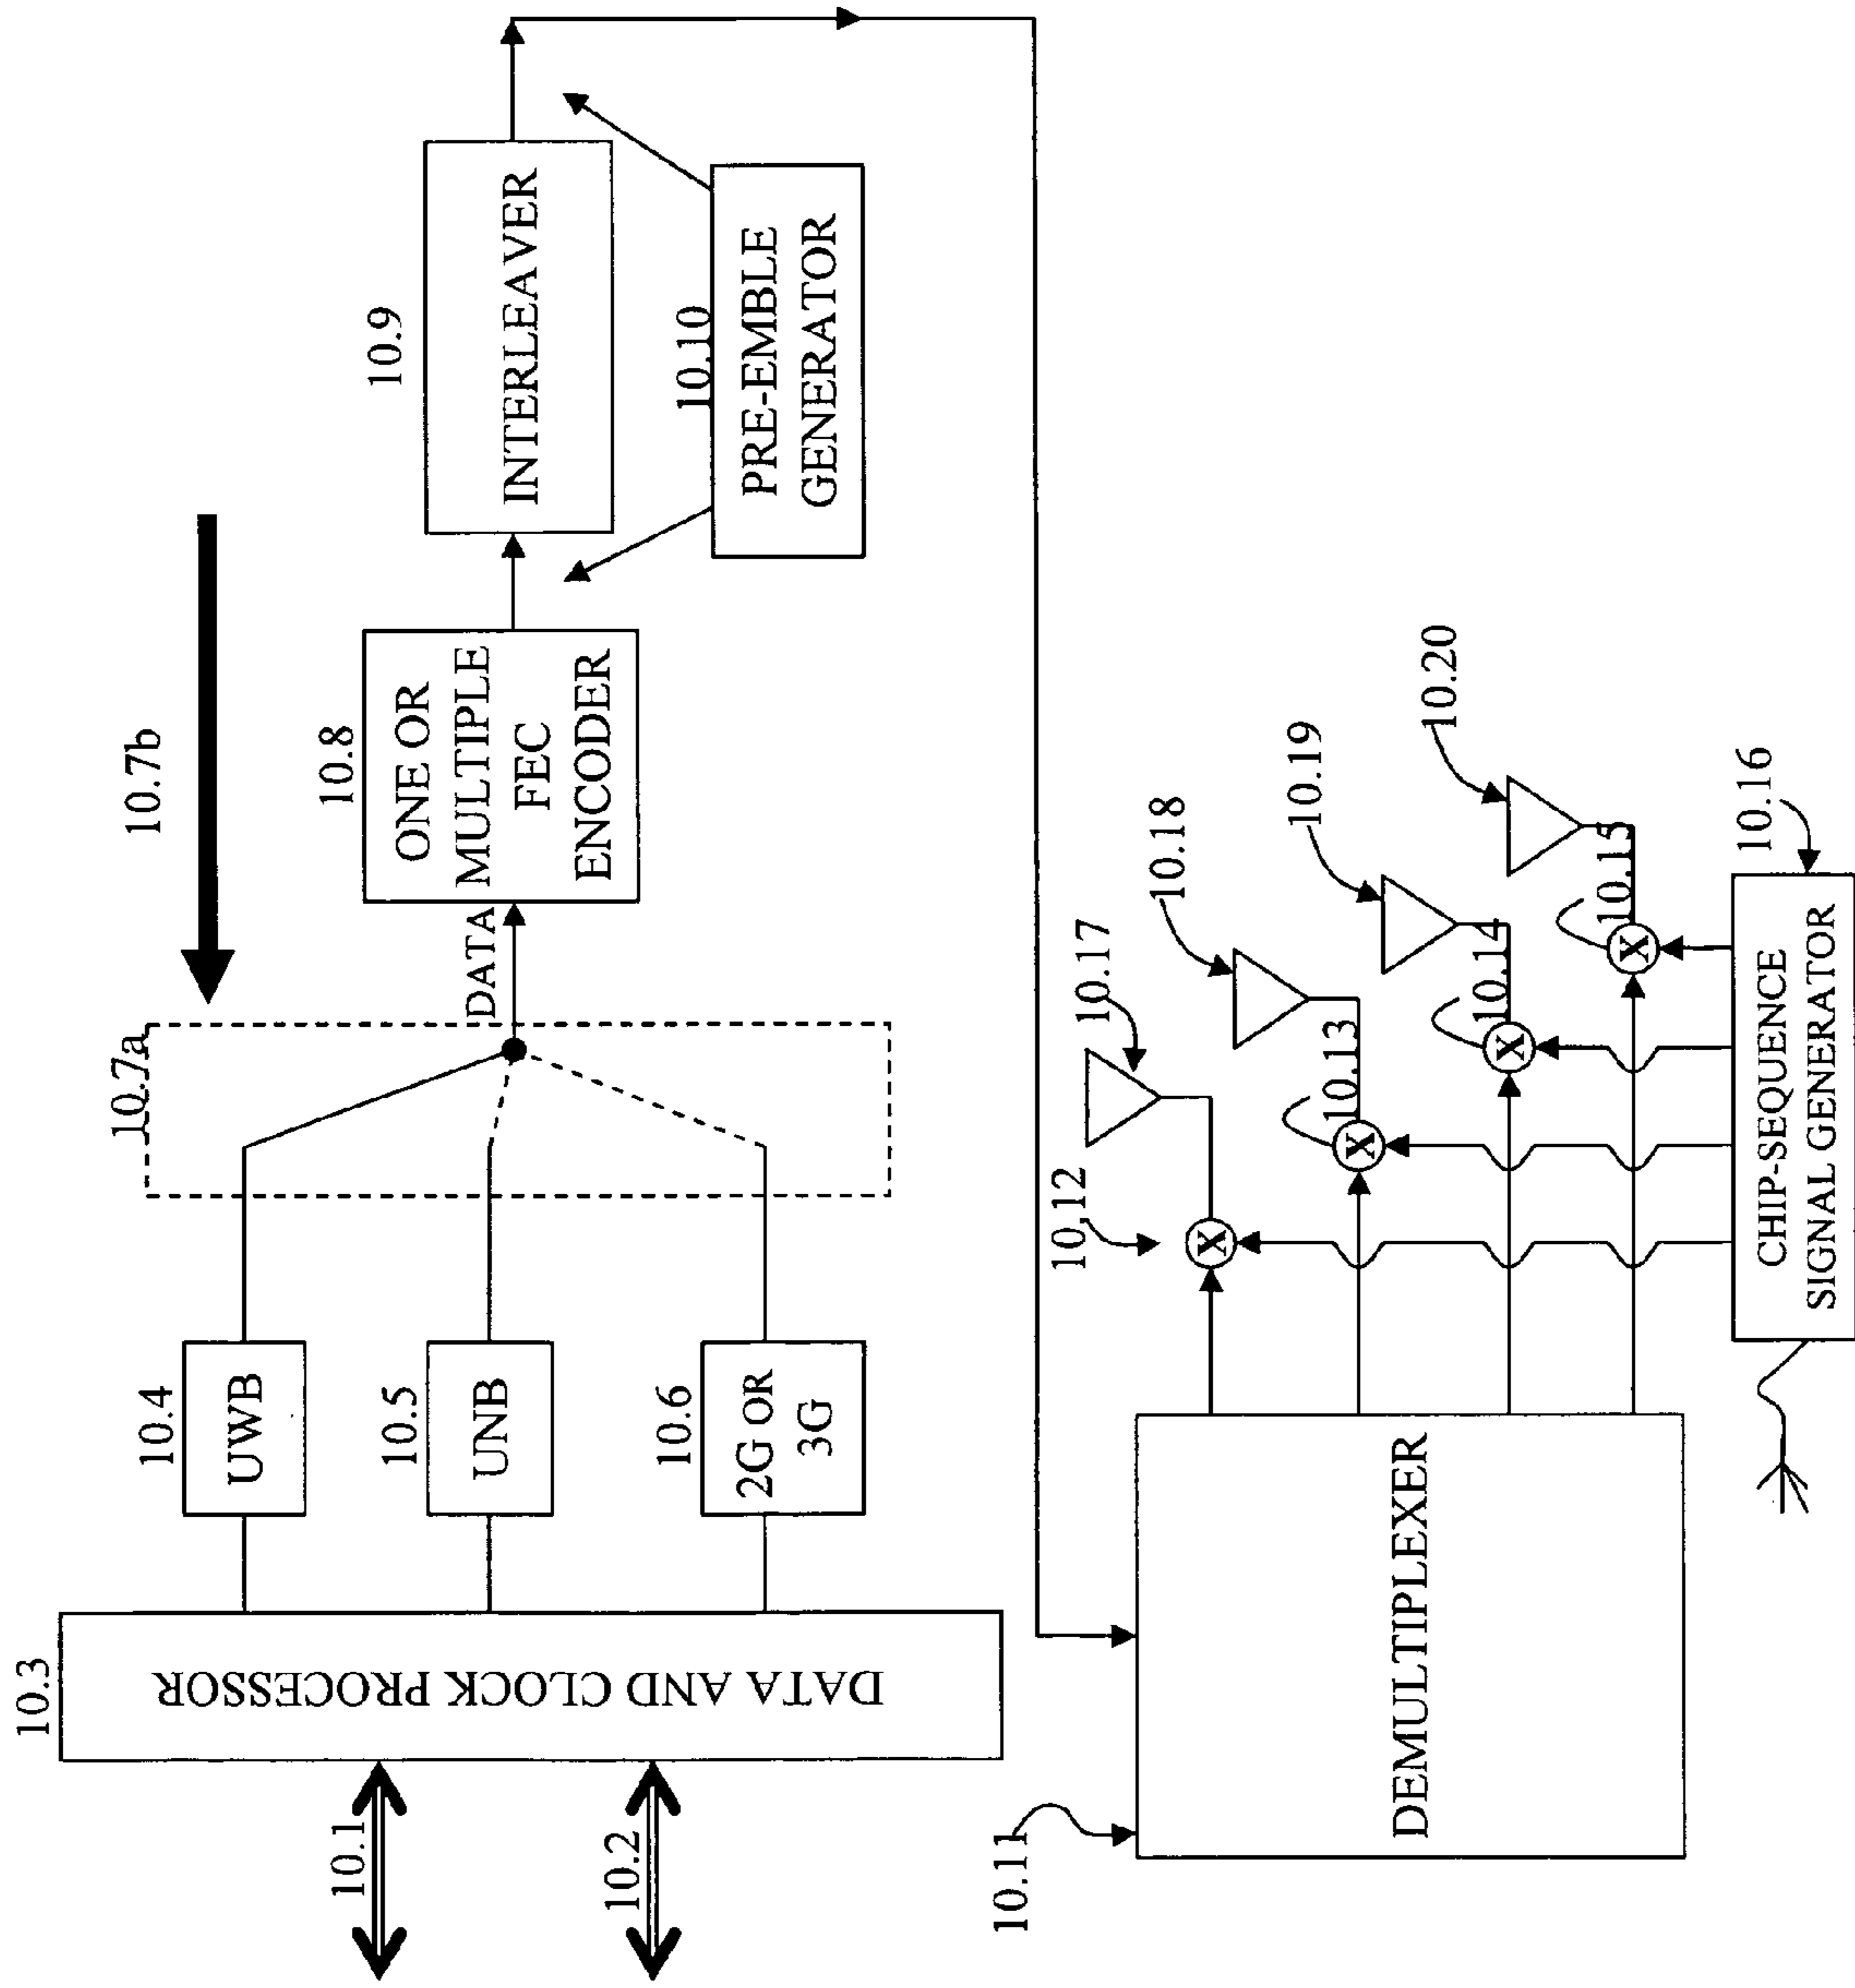 10.1
10.2
10.3
DATA AND CLOCK PROCESSOR
10.4
UWB
10.5
UNB
10.6
2G OR
3G
10.7a
10.7b
DATA
10.8
ONE OR
MULTIPLE
FEC
ENCODER
10.9
INTERLEAVER
10.10
PRE-EMBLE
GENERATOR
10.11
DEMULTIPLEXER
10.12
X
10.17
10.13
X
10.18
10.14
X
10.19
10.15
X
10.20
10.16
CHIP-SEQUENCE
SIGNAL GENERATOR